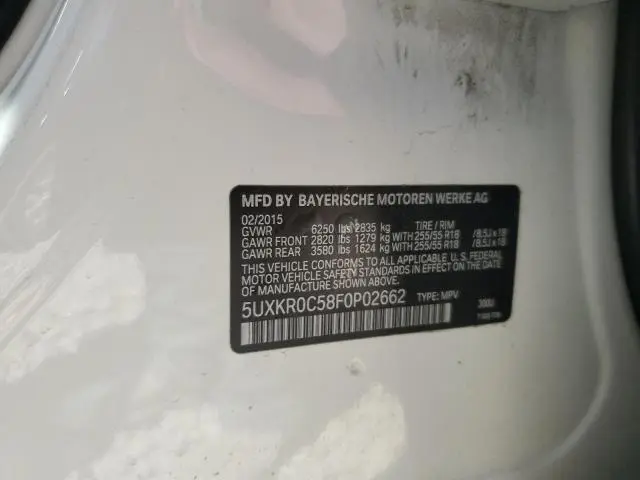 MFD BY BAYERISCHE MOTOREN WERKE AG
02/2015
GVWR 6250 lbs 2835 kg TIRE / RIM
GAWR FRONT 2820 lbs 1279 kg WITH 255/55 R18 /8.5J x 18
GAWR REAR 3580 lbs 1624 kg WITH 255/55 R18 /8.5J x 18
THIS VEHICLE CONFORMS TO ALL APPLICABLE FEDERAL
MOTOR VEHICLE SAFETY STANDARDS IN EFFECT ON THE DATE
OF MANUFACTURE SHOWN ABOVE.
5UXKR0C58F0P02662 TYPE: MPV